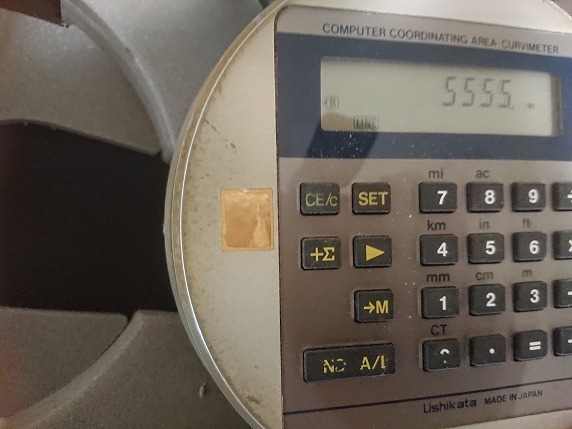 COMPUTER COORDINATING AREA-CURVIMETER
5555.
B
LINE
mi ac
CE/C SET 7 8 9 ÷
km in ft
+Σ ▶ 4 5 6 ×
mm cm m
→M 1 2 3 -
CT
A/L . = +
Ushikata MADE IN JAPAN